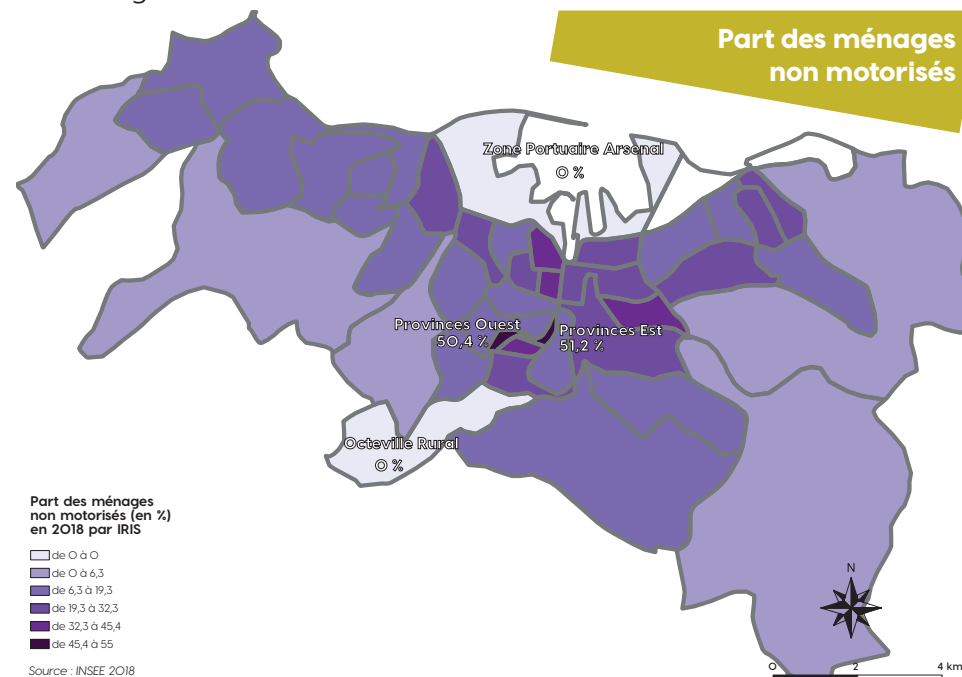 Part des ménages
non motorisés
Zone Portuaire Arsenal
0 %
Provinces Ouest
50,4 %
Provinces Est
51,2 %
Octeville Rural
0 %
Part des ménages
non motorisés (en %)
en 2018 par IRIS
de 0 à 0
de 0 à 6,3
de 6,3 à 19,3
de 19,3 à 32,3
de 32,3 à 45,4
de 45,4 à 55
Source : INSEE 2018
N
0 2 4 km